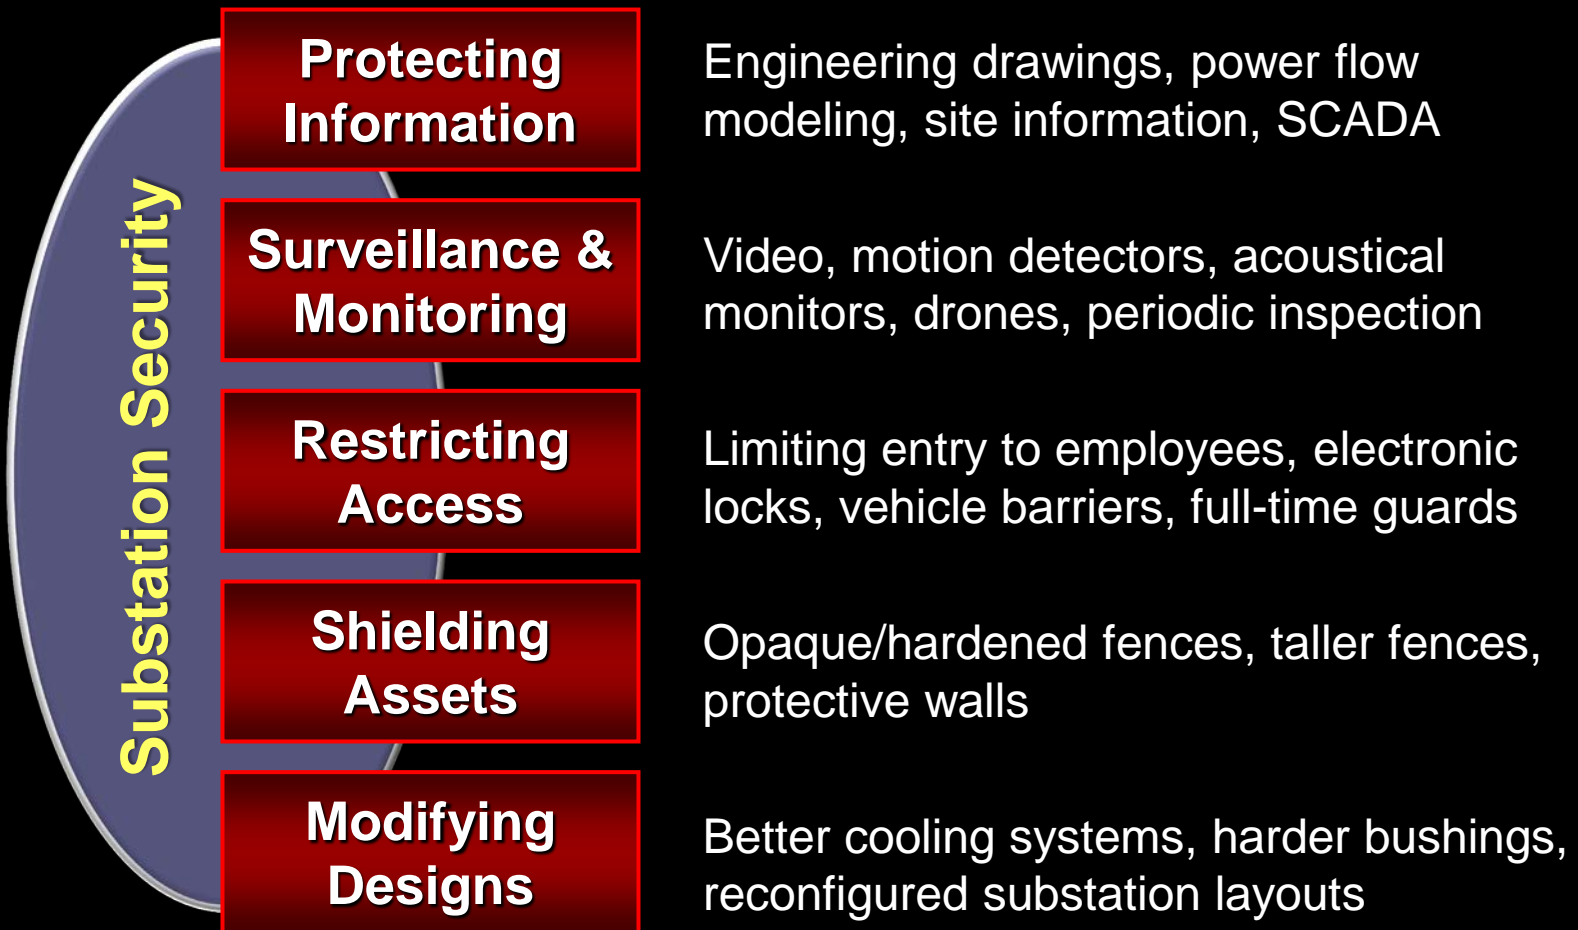 Substation Security
Protecting
Information
Engineering drawings, power flow
modeling, site information, SCADA
Surveillance &
Monitoring
Video, motion detectors, acoustical
monitors, drones, periodic inspection
Restricting
Access
Limiting entry to employees, electronic
locks, vehicle barriers, full-time guards
Shielding
Assets
Opaque/hardened fences, taller fences,
protective walls
Modifying
Designs
Better cooling systems, harder bushings,
reconfigured substation layouts